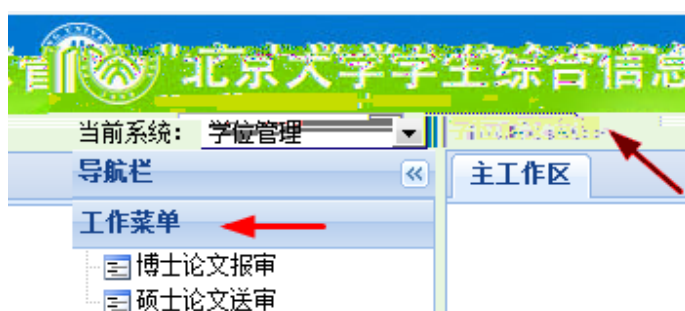 北京大学学生综合信息
当前系统： 学位管理
导航栏
主工作区
工作菜单
博士论文报审
硕士论文送审